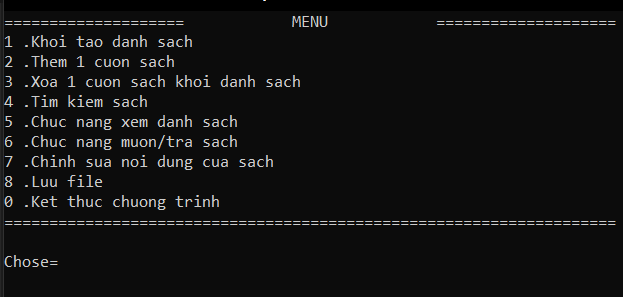 ==================== MENU ====================
1 .Khoi tao danh sach
2 .Them 1 cuon sach
3 .Xoa 1 cuon sach khoi danh sach
4 .Tim kiem sach
5 .Chuc nang xem danh sach
6 .Chuc nang muon/tra sach
7 .Chinh sua noi dung cua sach
8 .Luu file
0 .Ket thuc chuong trinh
====================================================================
Chose=